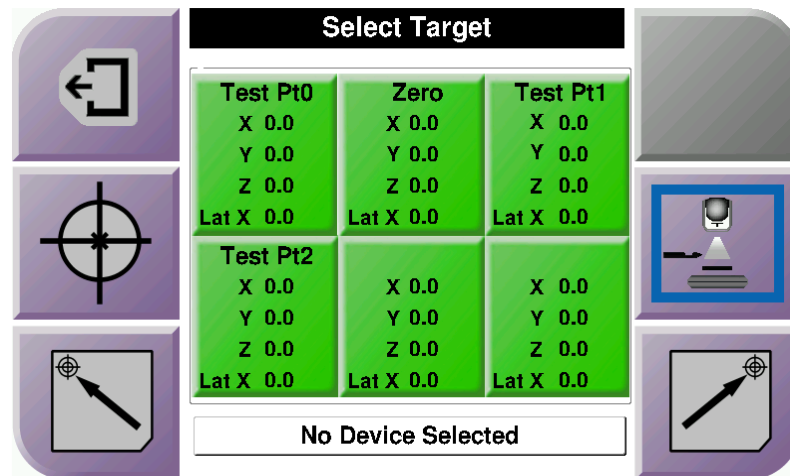 Select Target
Test Pt0 Zero Test Pt1
X 0.0 X 0.0 X 0.0
Y 0.0 Y 0.0 Y 0.0
Z 0.0 Z 0.0 Z 0.0
Lat X 0.0 Lat X 0.0 Lat X 0.0
Test Pt2
X 0.0 X 0.0 X 0.0
Y 0.0 Y 0.0 Y 0.0
Z 0.0 Z 0.0 Z 0.0
Lat X 0.0 Lat X 0.0 Lat X 0.0
No Device Selected